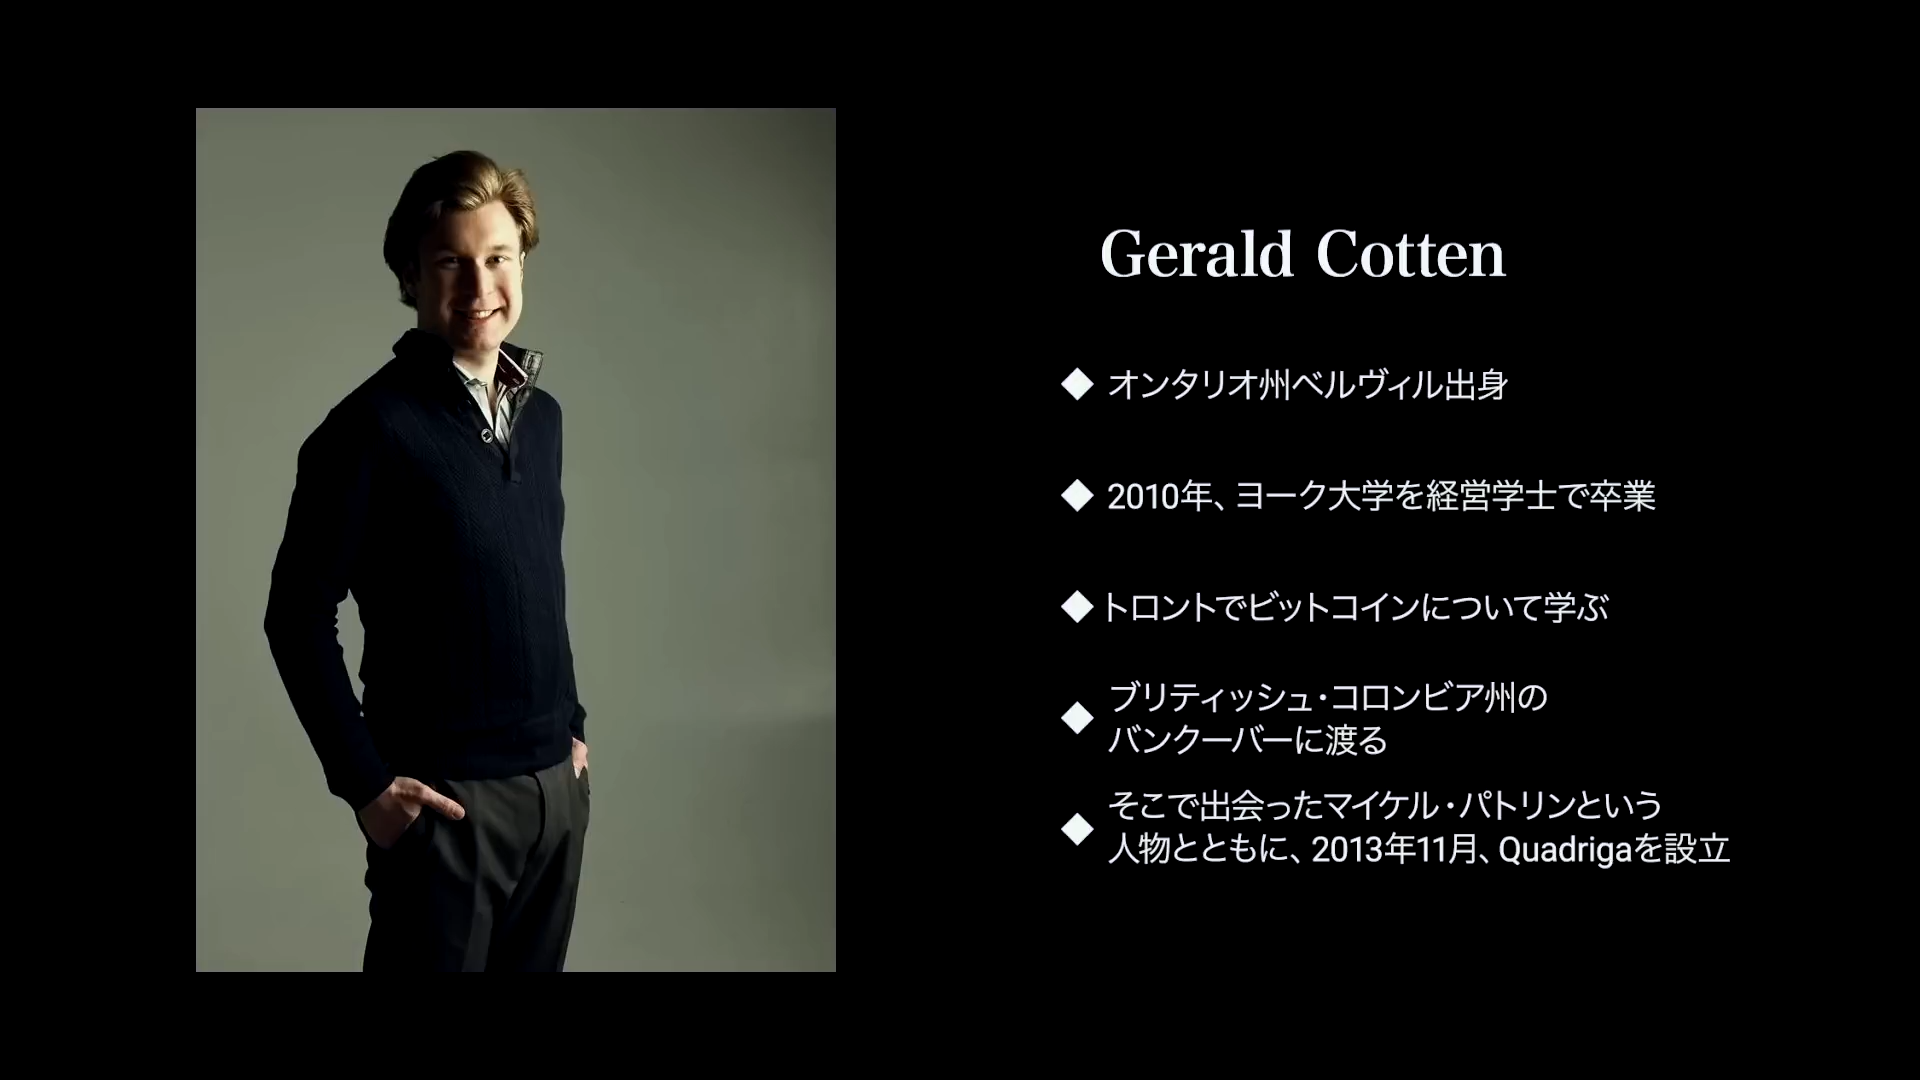 Gerald Cotten
◆ オンタリオ州ベルヴィル出身
◆ 2010年、ヨーク大学を経営学士で卒業
◆ トロントでビットコインについて学ぶ
◆ ブリティッシュ・コロンビア州の
バンクーバーに渡る
◆ そこで出会ったマイケル・パトリンという
人物とともに、2013年11月、Quadrigaを設立